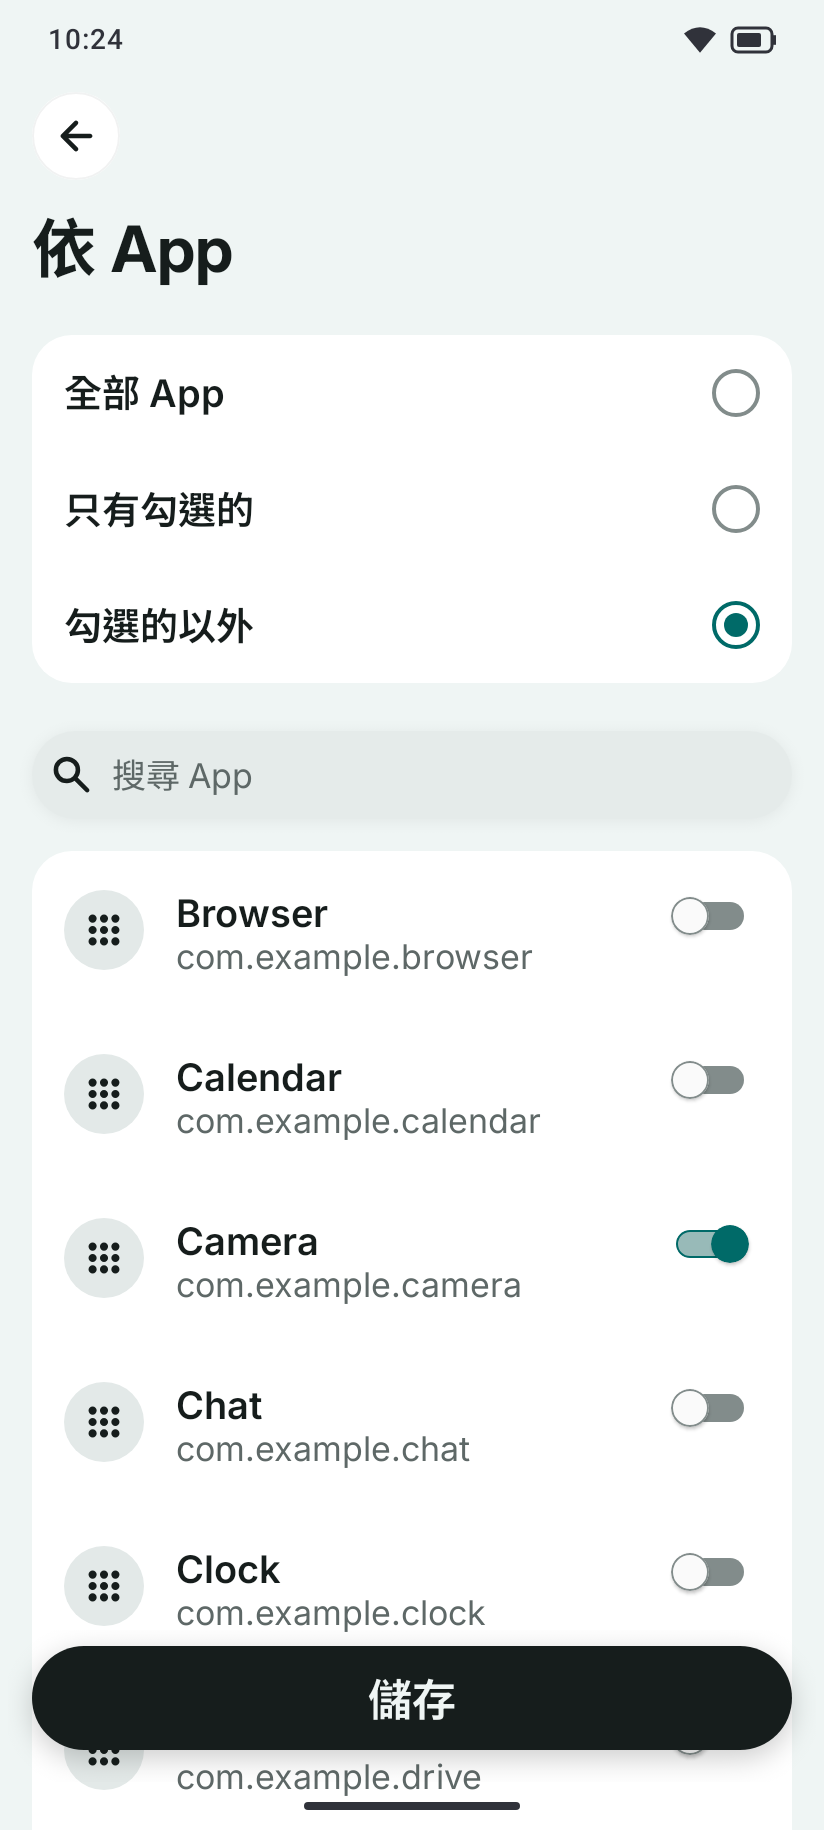 10:24
依 App
全部 App
只有勾選的
勾選的以外
搜尋 App
Browser
com.example.browser
Calendar
com.example.calendar
Camera
com.example.camera
Chat
com.example.chat
Clock
com.example.clock
儲存
com.example.drive